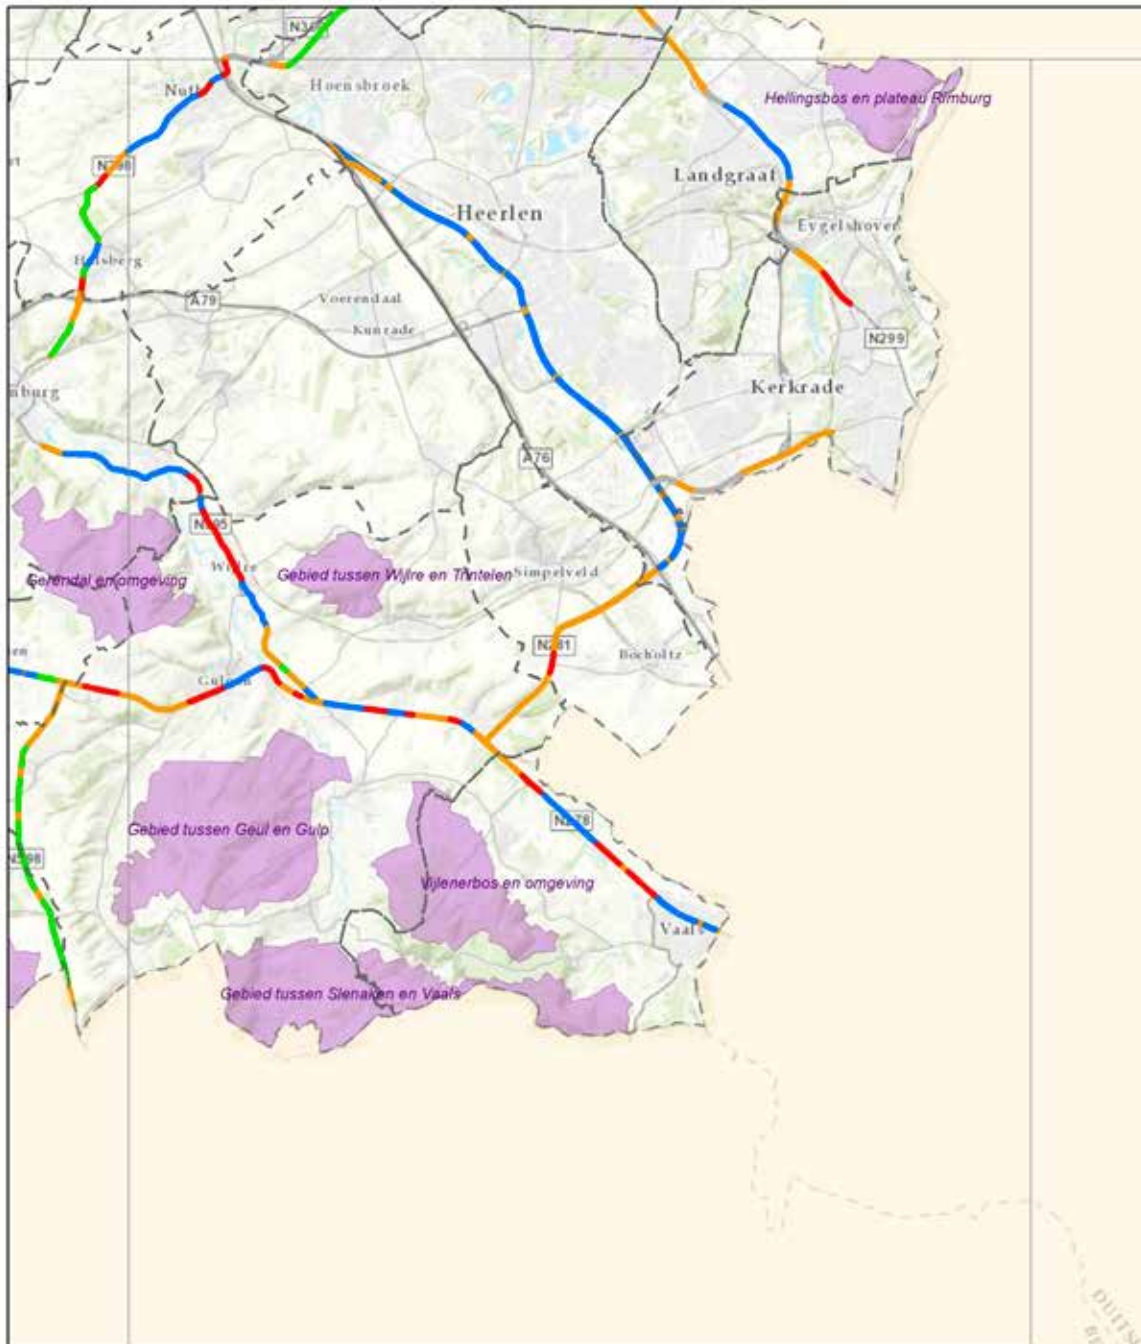 Nuth
Hoensbroek
Hellingsbos en plateau Rimburg
N298
Landgraaf
Heerlen
Eygelshoven
Hulsberg
A79
Voerendaal
Kunrade
N299
nburg
Kerkrade
A76
N595
Wijlre
Gerendal en omgeving
Gebied tussen Wijlre en Trintelen
Simpelveld
N281
Bocholtz
Gulpen
N278
Gebied tussen Geul en Gulp
N598
Vijlenerbos en omgeving
Vaals
Gebied tussen Slenaken en Vaals